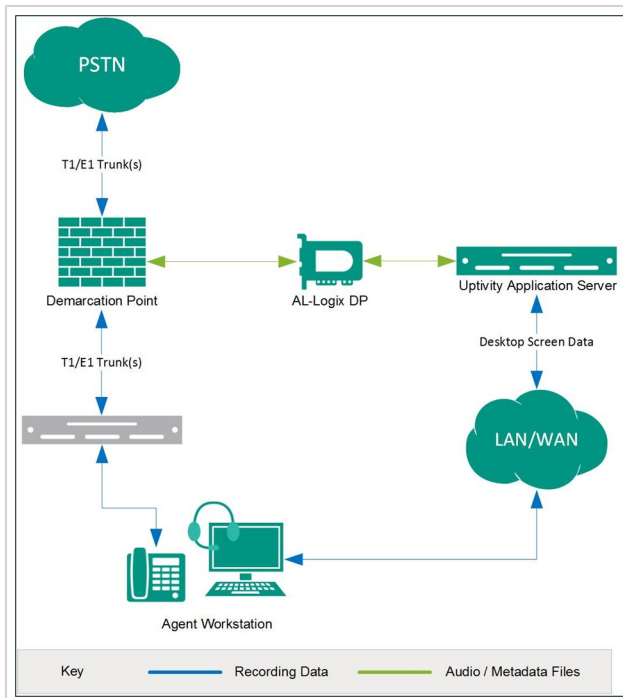 PSTN
T1/E1 Trunk(s)
Demarcation Point
AL-Logix DP
Uptivity Application Server
T1/E1 Trunk(s)
Desktop Screen Data
LAN/WAN
Agent Workstation
Key
Recording Data
Audio / Metadata Files